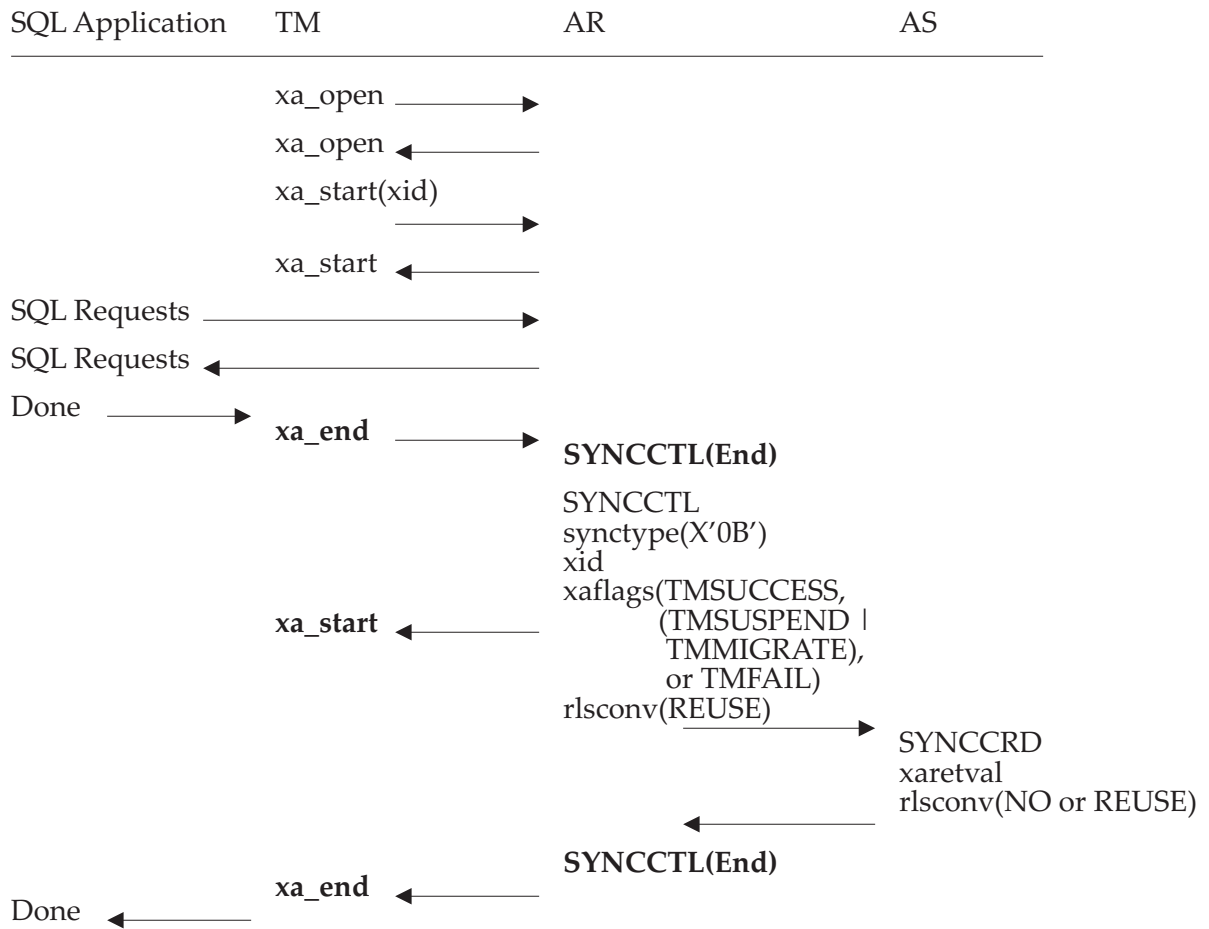 SQL Application TM AR AS
xa_open
xa_open
xa_start(xid)
xa_start
SQL Requests
SQL Requests
Done
xa_end
SYNCCTL(End)
SYNCCTL
synctype(X’0B’)
xid
xaflags(TMSUCCESS,
(TMSUSPEND |
xa_start
TMMIGRATE),
or TMFAIL)
rlsconv(REUSE)
SYNCCRD
xaretval
rlsconv(NO or REUSE)
SYNCCTL(End)
xa_end
Done